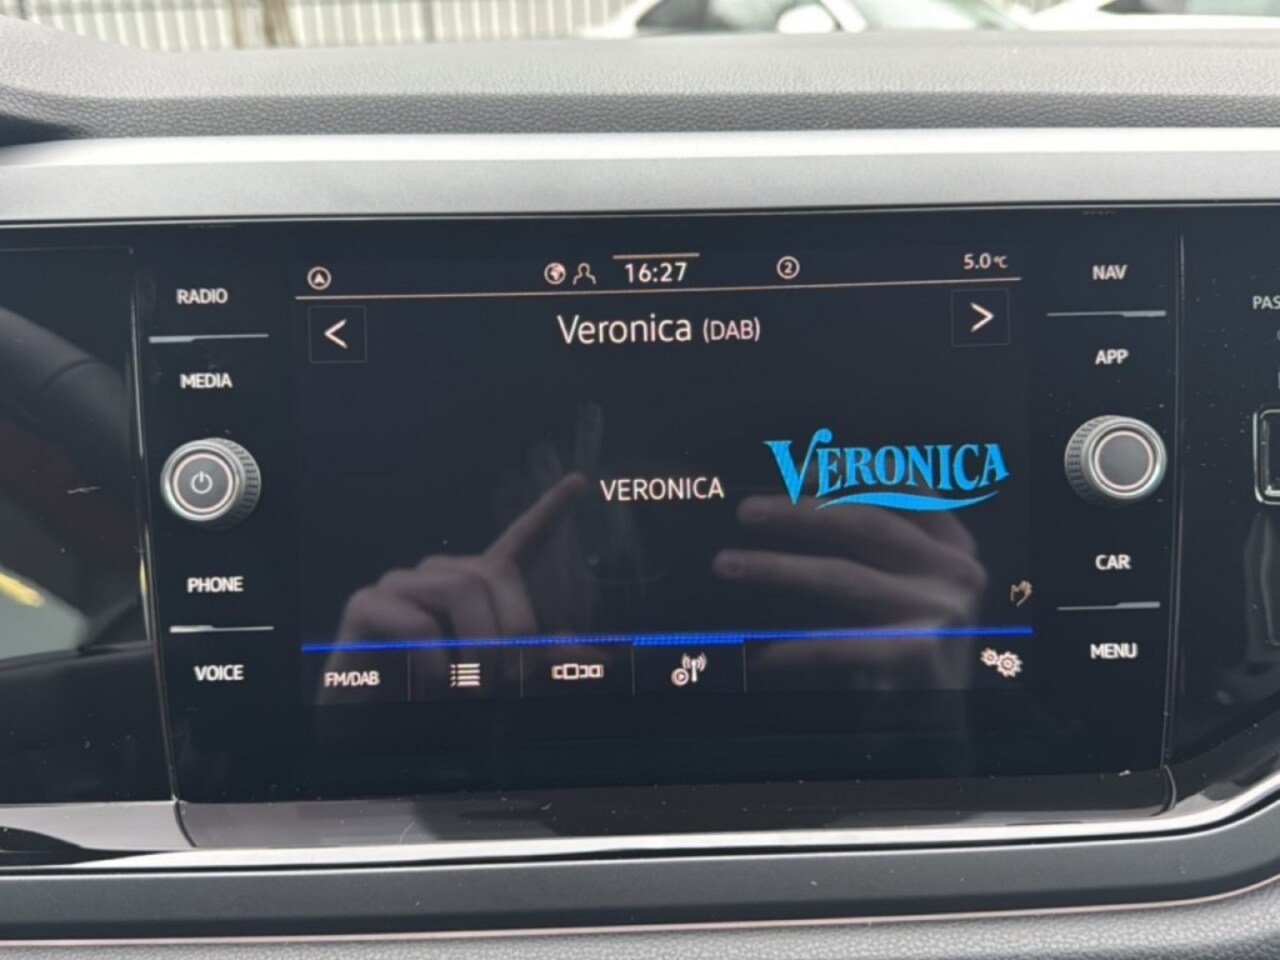 RADIO
MEDIA
PHONE
VOICE
16:27
2
5.0°C
Veronica (DAB)
VERONICA
VERONICA
FM/DAB
NAV
APP
CAR
MENU
PAS